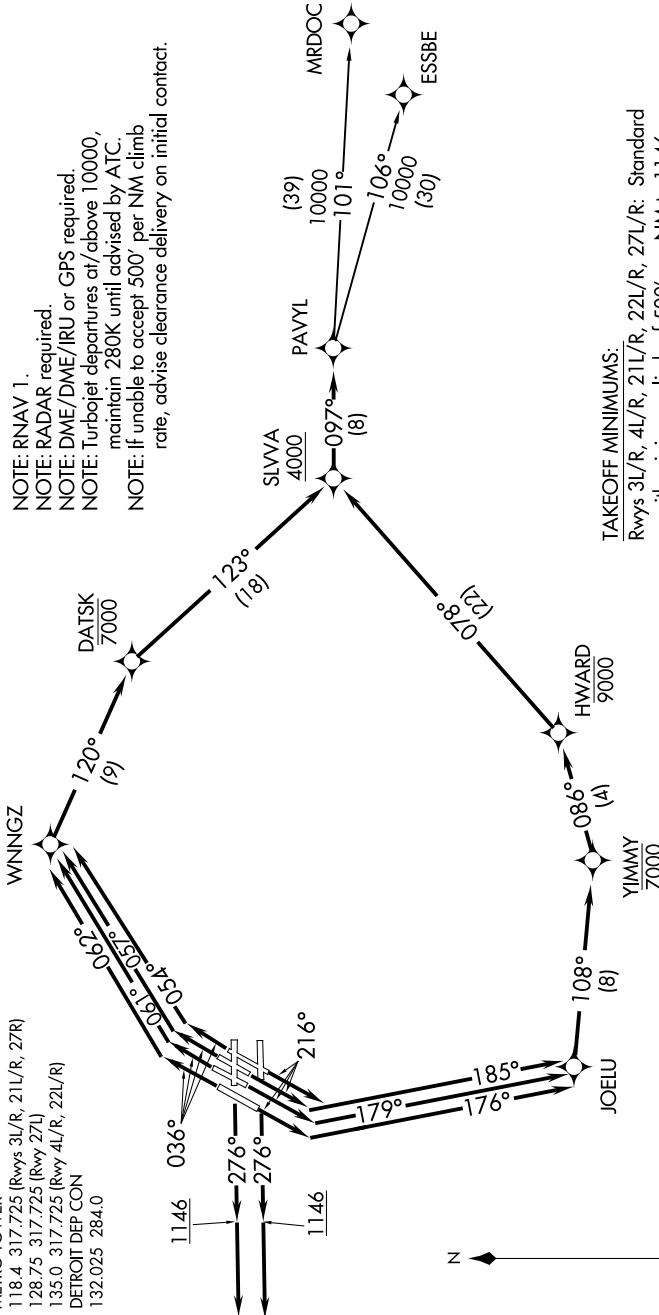 118.4 317.725 (Rwys 3L/R, 21L/R, 27R)
128.75 317.725 (Rwy 27L)
135.0 317.725 (Rwy 4L/R, 22L/R)
DETROIT DEP CON
132.025 284.0
NOTE: RNAV 1.
NOTE: RADAR required.
NOTE: DME/DME/IRU or GPS required.
NOTE: Turbojet departures at/above 10000,
maintain 280K until advised by ATC.
NOTE: If unable to accept 500' per NM climb
rate, advise clearance delivery on initial contact.
WNNGZ
120°
(9)
DATSK
7000
123°
(18)
SLVVA
4000
097°
(8)
PAVYL
(39)
10000
101°
MRDOC
106°
10000
(30)
ESSBE
062°
061°
057°
054°
036°
216°
276°
276°
1146
1146
185°
179°
176°
JOELU
108°
(8)
YIMMY
7000
086°
(4)
HWARD
9000
078°
(22)
N
TAKEOFF MINIMUMS:
Rwys 3L/R, 4L/R, 21L/R, 22L/R, 27L/R: Standard